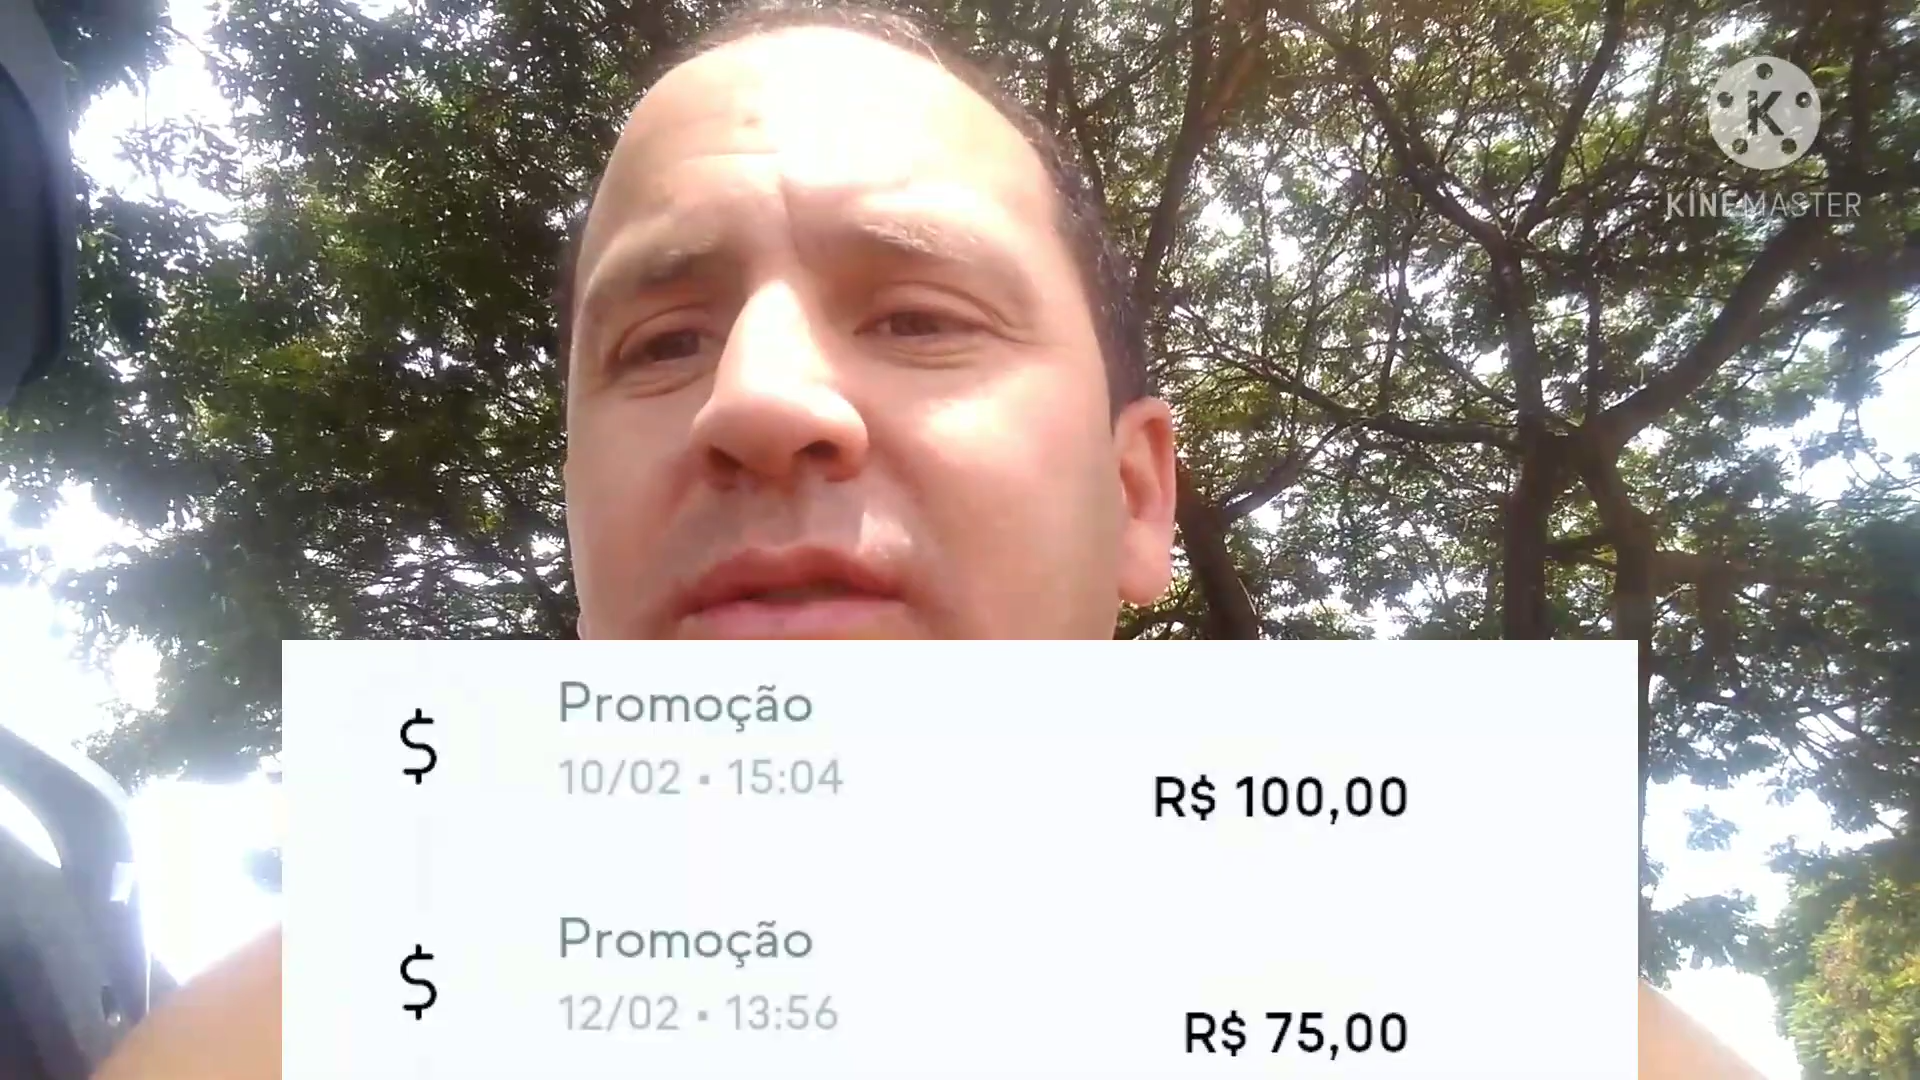 K
KINEMASTER
Promoção
10/02 • 15:04
R$ 100,00
Promoção
12/02 • 13:56
R$ 75,00